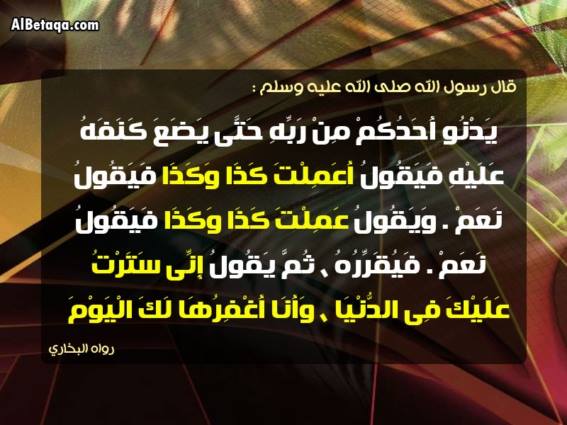 AlBetaqa.com
قال رسول الله صلى الله عليه وسلم :
يَدْنُو أَحَدُكُمْ مِنْ رَبِّهِ حَتَّى يَضَعَ كَنَفَهُ
عَلَيْهِ فَيَقُولُ أَعَمِلْتَ كَذَا وَكَذَا فَيَقُولُ
نَعَمْ . وَيَقُولُ عَمِلْتَ كَذَا وَكَذَا فَيَقُولُ
نَعَمْ . فَيُقَرِّرُهُ ، ثُمَّ يَقُولُ إِنِّى سَتَرْتُ
عَلَيْكَ فِى الدُّنْيَا ، وَأَنَا أَغْفِرُهَا لَكَ الْيَوْمَ
رواه البخاري